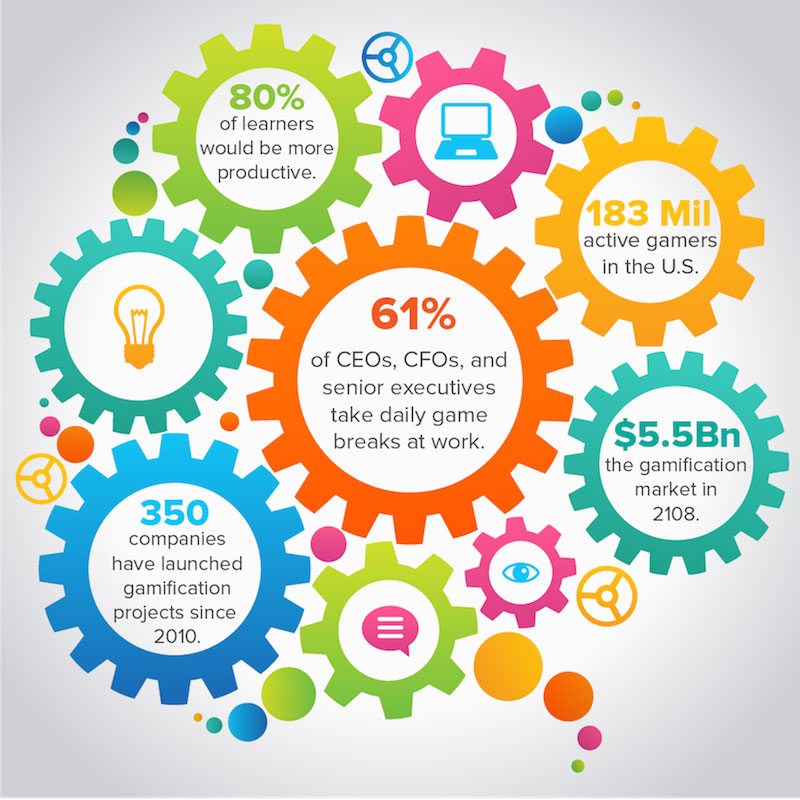 80%
of learners
would be more
productive.
183 Mil
active gamers
in the U.S.
61%
of CEOs, CFOs, and
senior executives
take daily game
breaks at work.
$5.5Bn
the gamification
market in
2108.
350
companies
have launched
gamification
projects since
2010.